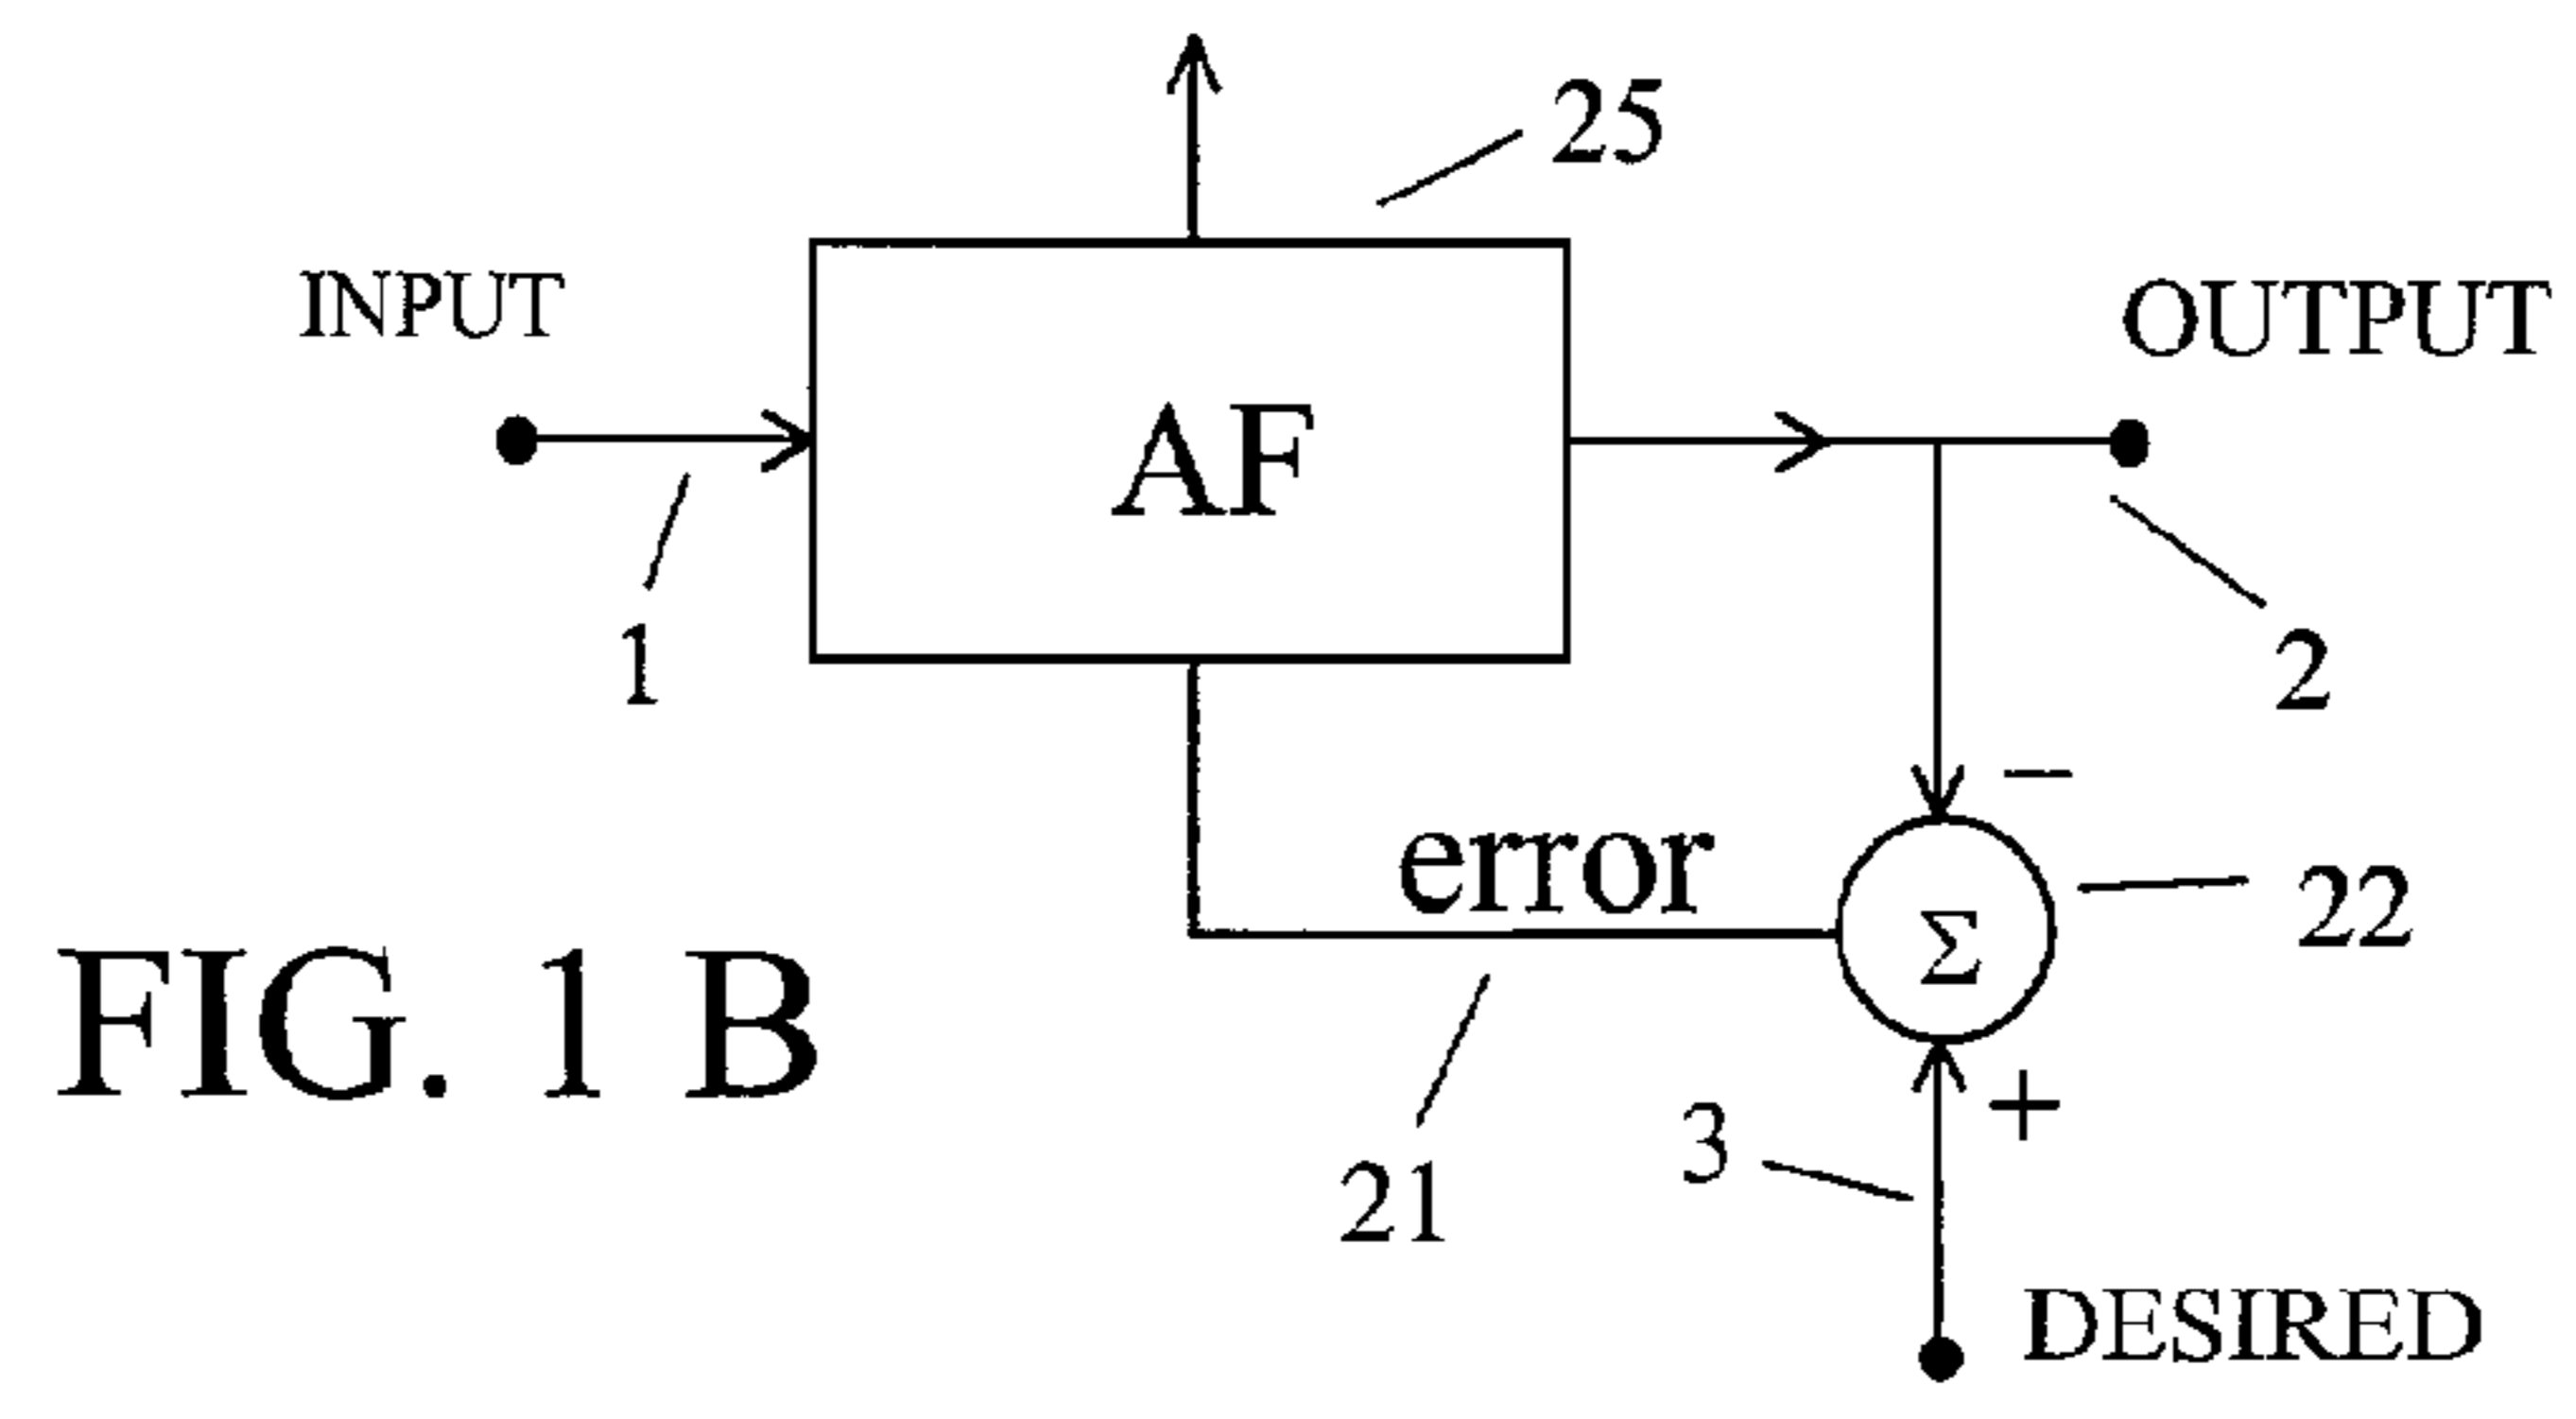 25
INPUT
OUTPUT
AF
1
2
−
error
22
Σ
FIG. 1 B
+
3
21
DESIRED